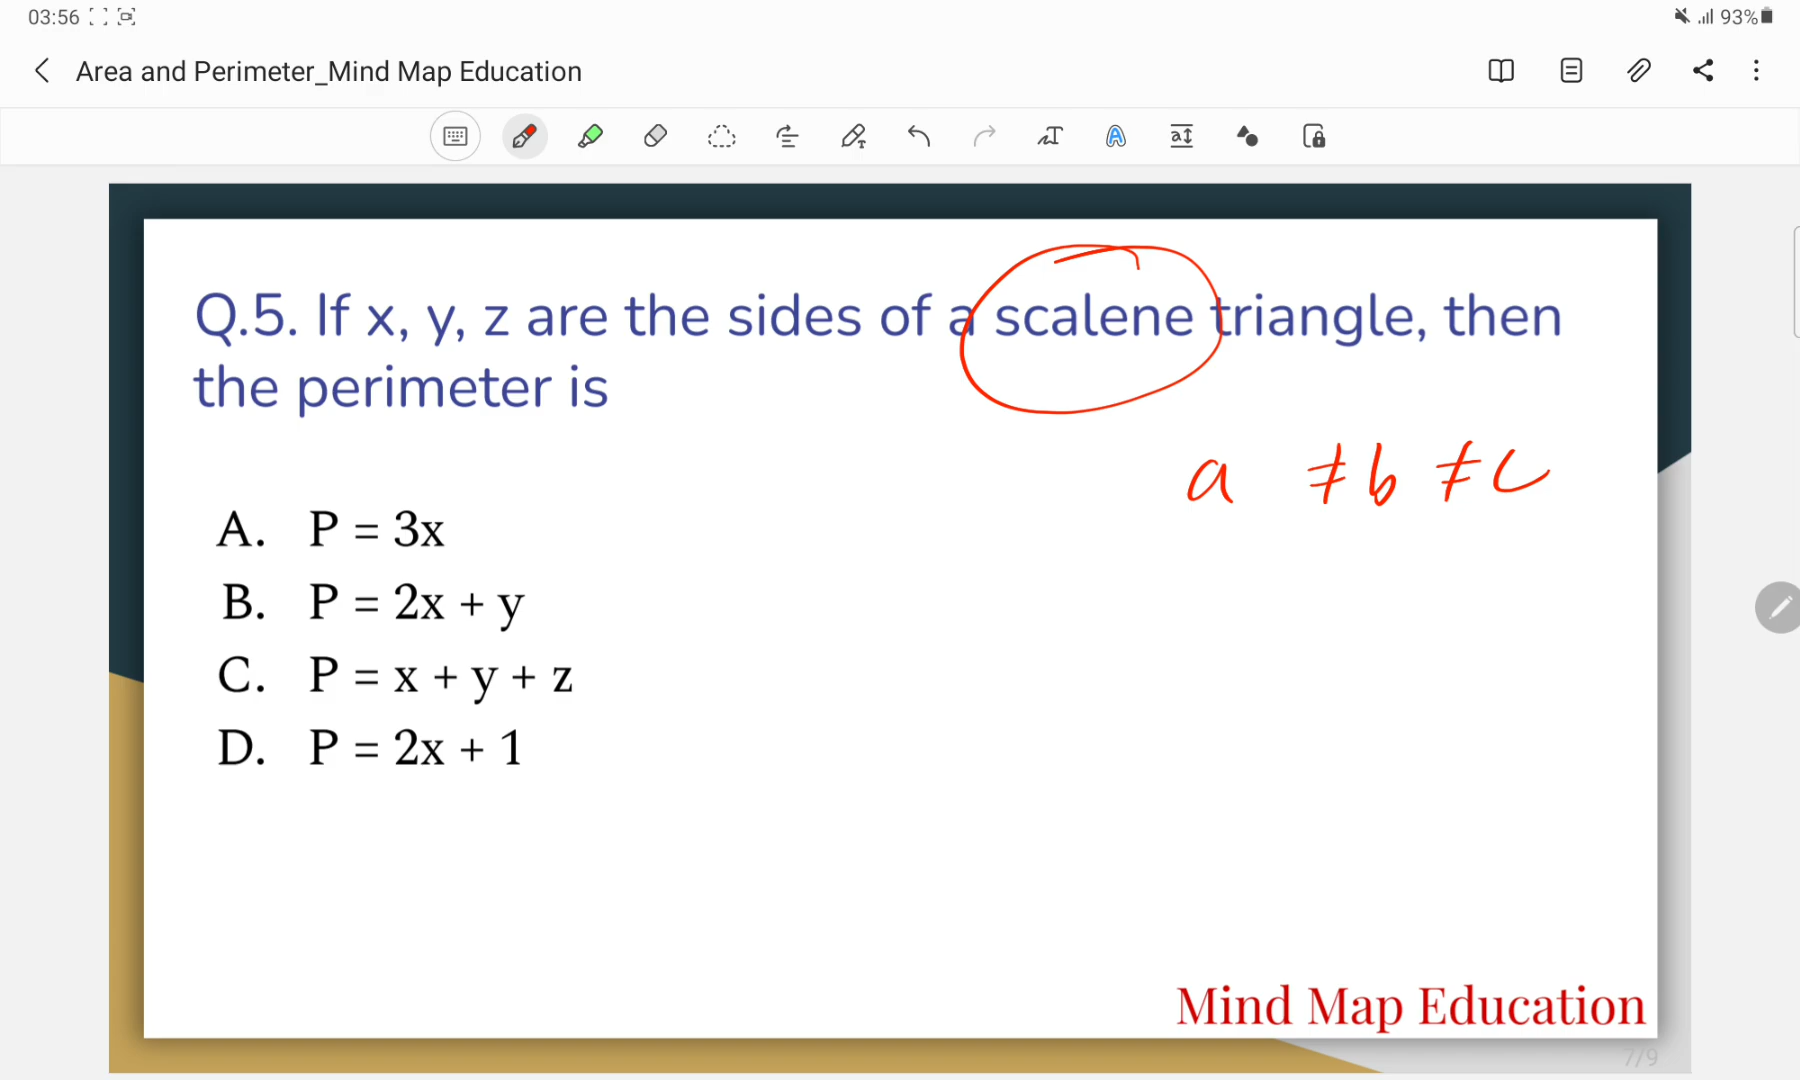 03:56
93%
Area and Perimeter_Mind Map Education
Q.5. If x, y, z are the sides of a scalene triangle, then
the perimeter is
a ≠ b ≠ c
A. P = 3x
B. P = 2x + y
C. P = x + y + z
D. P = 2x + 1
Mind Map Education
7/9